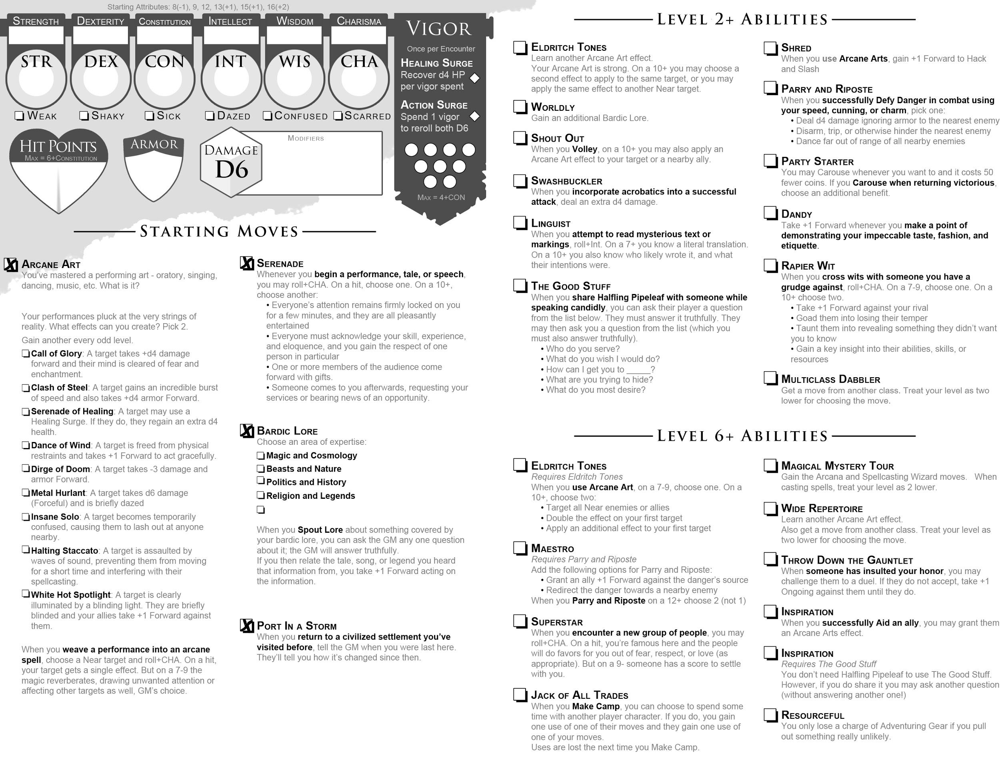 Starting Attributes: 8(-1), 9, 12, 13(+1), 15(+1), 16(+2)
Strength
Dexterity
Constitution
Intellect
Wisdom
Charisma
STR
DEX
CON
INT
WIS
CHA
Weak
Shaky
Sick
Dazed
Confused
Scarred
Hit Points
Max = 6+Constitution
Armor
Damage
D6
Modifiers
Vigor
Once per Encounter
Healing Surge
Recover d4 HP
per vigor spent
Action Surge
Spend 1 vigor
to reroll both D6
Max = 4+CON
Starting Moves
Arcane Art
You've mastered a performing art - oratory, singing,
dancing, music, etc. What is it?
Your performances pluck at the very strings of
reality. What effects can you create? Pick 2.
Gain another every odd level.
Call of Glory: A target takes +d4 damage
forward and their mind is cleared of fear and
enchantment.
Clash of Steel: A target gains an incredible burst
of speed and also takes +d4 armor Forward.
Serenade of Healing: A target may use a
Healing Surge. If they do, they regain an extra d4
health.
Dance of Wind: A target is freed from physical
restraints and takes +1 Forward to act gracefully.
Dirge of Doom: A target takes -3 damage and
armor Forward.
Metal Hurlant: A target takes d6 damage
(Forceful) and is briefly dazed
Insane Solo: A target becomes temporarily
confused, causing them to lash out at anyone
nearby.
Halting Staccato: A target is assaulted by
waves of sound, preventing them from moving
for a short time and interfering with their
spellcasting.
White Hot Spotlight: A target is clearly
illuminated by a blinding light. They are briefly
blinded and your allies take +1 Forward against
them.
When you weave a performance into an arcane
spell, choose a Near target and roll+CHA. On a hit,
your target gets a single effect. But on a 7-9 the
magic reverberates, drawing unwanted attention or
affecting other targets as well, GM's choice.
Serenade
Whenever you begin a performance, tale, or speech,
you may roll+CHA. On a hit, choose one. On a 10+,
choose another:
• Everyone's attention remains firmly locked on you
for a few minutes, and they are all pleasantly
entertained
• Everyone must acknowledge your skill, experience,
and eloquence, and you gain the respect of one
person in particular
• One or more members of the audience come
forward with gifts.
• Someone comes to you afterwards, requesting your
services or bearing news of an opportunity.
Bardic Lore
Choose an area of expertise:
Magic and Cosmology
Beasts and Nature
Politics and History
Religion and Legends
When you Spout Lore about something covered by
your bardic lore, you can ask the GM any one question
about it; the GM will answer truthfully.
If you then relate the tale, song, or legend you heard
that information from, you take +1 Forward acting on
the information.
Port In a Storm
When you return to a civilized settlement you've
visited before, tell the GM when you were last here.
They'll tell you how it's changed since then.
Level 2+ Abilities
Eldritch Tones
Learn another Arcane Art effect.
Your Arcane Art is strong. On a 10+ you may choose a
second effect to apply to the same target, or you may
apply the same effect to another Near target.
Worldly
Gain an additional Bardic Lore.
Shout Out
When you Volley, on a 10+ you may also apply an
Arcane Art effect to your target or a nearby ally.
Swashbuckler
When you incorporate acrobatics into a successful
attack, deal an extra d4 damage.
Linguist
When you attempt to read mysterious text or
markings, roll+Int. On a 7+ you know a literal translation.
On a 10+ you also know who likely wrote it, and what
their intentions were.
The Good Stuff
When you share Halfling Pipeleaf with someone while
speaking candidly, you can ask their player a question
from the list below. They must answer it truthfully. They
may then ask you a question from the list (which you
must also answer truthfully).
• Who do you serve?
• What do you wish I would do?
• How can I get you to _____?
• What are you trying to hide?
• What do you most desire?
Shred
When you use Arcane Arts, gain +1 Forward to Hack
and Slash
Parry and Riposte
When you successfully Defy Danger in combat using
your speed, cunning, or charm, pick one:
• Deal d4 damage ignoring armor to the nearest enemy
• Disarm, trip, or otherwise hinder the nearest enemy
• Dance far out of range of all nearby enemies
Party Starter
You may Carouse whenever you want to and it costs 50
fewer coins. If you Carouse when returning victorious,
choose an additional benefit.
Dandy
Take +1 Forward whenever you make a point of
demonstrating your impeccable taste, fashion, and
etiquette.
Rapier Wit
When you cross wits with someone you have a
grudge against, roll+CHA. On a 7-9, choose one. On a
10+ choose two.
• Take +1 Forward against your rival
• Goad them into losing their temper
• Taunt them into revealing something they didn't want
you to know
• Gain a key insight into their abilities, skills, or
resources
Multiclass Dabbler
Get a move from another class. Treat your level as two
lower for choosing the move.
Level 6+ Abilities
Eldritch Tones
Requires Eldritch Tones
When you use Arcane Art, on a 7-9, choose one. On a
10+, choose two:
• Target all Near enemies or allies
• Double the effect on your first target
• Apply an additional effect to your first target
Maestro
Requires Parry and Riposte
Add the following options for Parry and Riposte:
• Grant an ally +1 Forward against the danger's source
• Redirect the danger towards a nearby enemy
When you Parry and Riposte on a 12+ choose 2 (not 1)
Superstar
When you encounter a new group of people, you may
roll+CHA. On a hit, you're famous here and the people
will do favors for you out of fear, respect, or love (as
appropriate). But on a 9- someone has a score to settle
with you.
Jack of All Trades
When you Make Camp, you can choose to spend some
time with another player character. If you do, you gain
one use of one of their moves and they gain one use of
one of your moves.
Uses are lost the next time you Make Camp.
Magical Mystery Tour
Gain the Arcana and Spellcasting Wizard moves. When
casting spells, treat your level as 2 lower.
Wide Repertoire
Learn another Arcane Art effect.
Also get a move from another class. Treat your level as
two lower for choosing the move.
Throw Down the Gauntlet
When someone has insulted your honor, you may
challenge them to a duel. If they do not accept, take +1
Ongoing against them until they do.
Inspiration
When you successfully Aid an ally, you may grant them
an Arcane Arts effect.
Inspiration
Requires The Good Stuff
You don't need Halfling Pipeleaf to use The Good Stuff.
However, if you do share it you may ask another question
(without answering another one!)
Resourceful
You only lose a charge of Adventuring Gear if you pull
out something really unlikely.